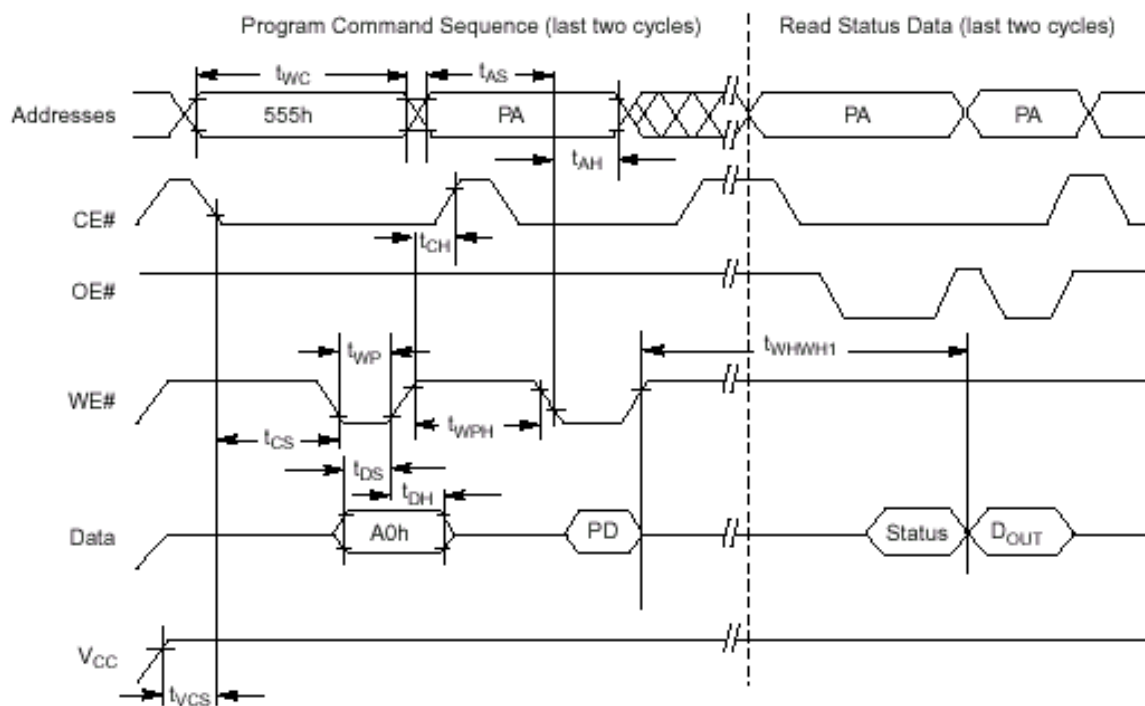 Program Command Sequence (last two cycles) Read Status Data (last two cycles)
tWC tAS
Addresses 555h PA PA PA
tAH
CE#
tCH
OE#
tWP tWHWH1
WE#
tCS tWPH
tDS
tDH
Data A0h PD Status DOUT
VCC
tVCS